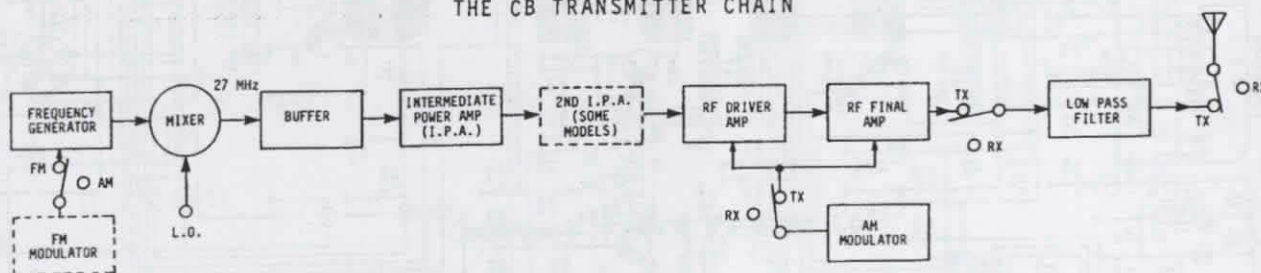 THE CB TRANSMITTER CHAIN
FREQUENCY
GENERATOR
MIXER
27 MHz
BUFFER
INTERMEDIATE
POWER AMP
(I.P.A.)
2ND I.P.A.
(SOME
MODELS)
RF DRIVER
AMP
RF FINAL
AMP
TX
RX
LOW PASS
FILTER
TX
RX
FM
AM
FM
MODULATOR
L.O.
RX
TX
AM
MODULATOR